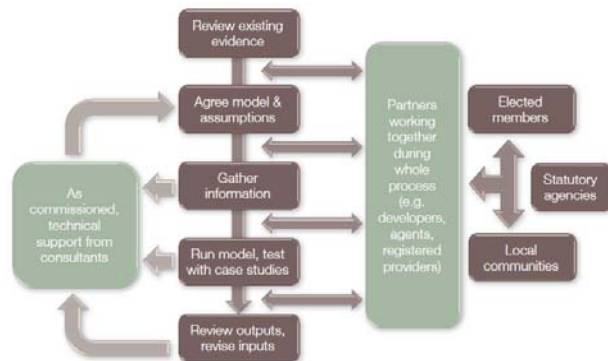 Review existing
evidence
Agree model &
assumptions
Gather
information
Run model, test
with case studies
Review outputs,
revise inputs
As
commissioned,
technical
support from
consultants
Partners
working
together
during
whole
process
(e.g.
developers,
agents,
registered
providers)
Elected
members
Statutory
agencies
Local
communities